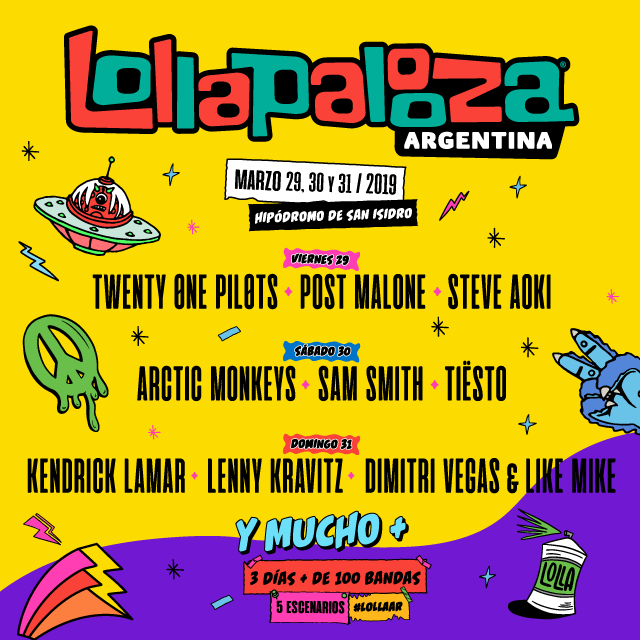 Lollapalooza®
ARGENTINA
MARZO 29, 30 Y 31 / 2019
HIPÓDROMO DE SAN ISIDRO
VIERNES 29
TWENTY ØNE PILØTS • POST MALONE • STEVE AOKI
SÁBADO 30
ARCTIC MONKEYS • SAM SMITH • TIËSTO
DOMINGO 31
KENDRICK LAMAR • LENNY KRAVITZ • DIMITRI VEGAS & LIKE MIKE
Y MUCHO +
3 DÍAS + DE 100 BANDAS
5 ESCENARIOS #LOLLAAR
LOLLA